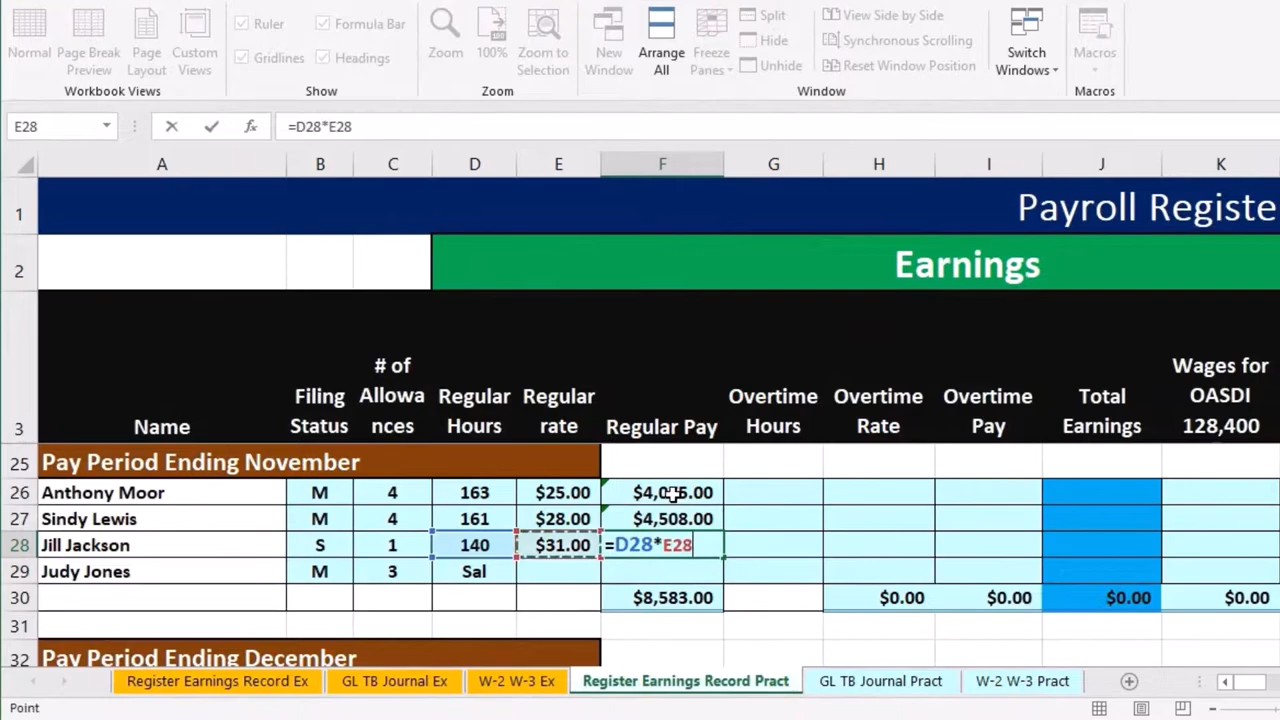 Normal Page Break Preview Page Layout Custom Views
Workbook Views
Ruler Formula Bar
Gridlines Headings
Show
Zoom 100% Zoom to Selection
Zoom
New Window Arrange All Freeze Panes Split Hide Unhide
View Side by Side
Synchronous Scrolling
Reset Window Position
Switch Windows
Window
Macros
Macros
E28 fx =D28*E28
A B C D E F G H I J K
1 Payroll Registe
2 Earnings
3 Name Filing Status # of Allowa nces Regular Hours Regular rate Regular Pay Overtime Hours Overtime Rate Overtime Pay Total Earnings Wages for OASDI 128,400
25 Pay Period Ending November
26 Anthony Moor M 4 163 $25.00
27 Sindy Lewis M 4 161 $28.00 $4,508.00
28 Jill Jackson S 1 140 $31.00 =D28*E28
29 Judy Jones M 3 Sal
30 $8,583.00 $0.00 $0.00 $0.00 $0.00
31
32 Pay Period Ending December
Register Earnings Record Ex GL TB Journal Ex W-2 W-3 Ex Register Earnings Record Pract GL TB Journal Pract W-2 W-3 Pract
Point